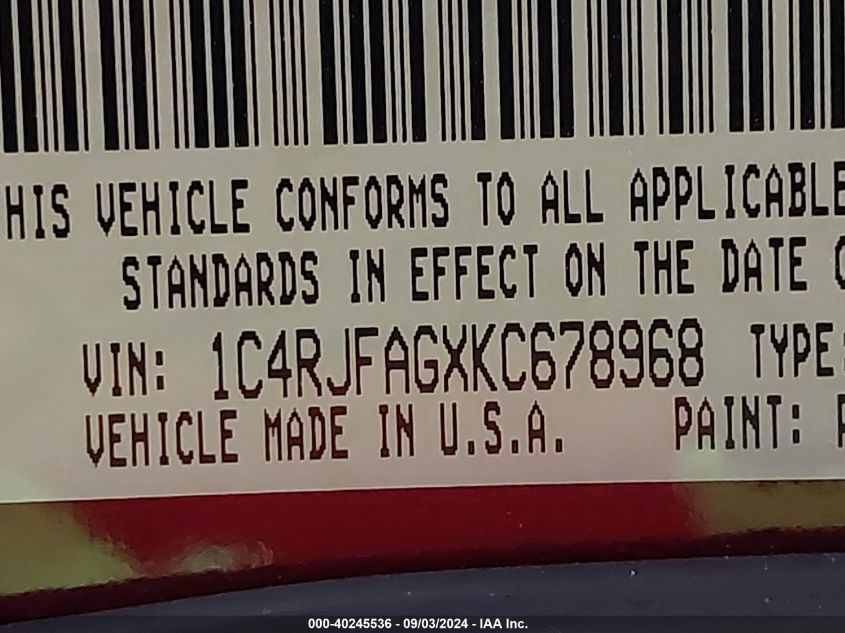 THIS VEHICLE CONFORMS TO ALL APPLICABLE
STANDARDS IN EFFECT ON THE DATE
VIN: 1C4RJFAGXKC678968 TYPE:
VEHICLE MADE IN U.S.A. PAINT:
000-40245536 - 09/03/2024 - IAA Inc.